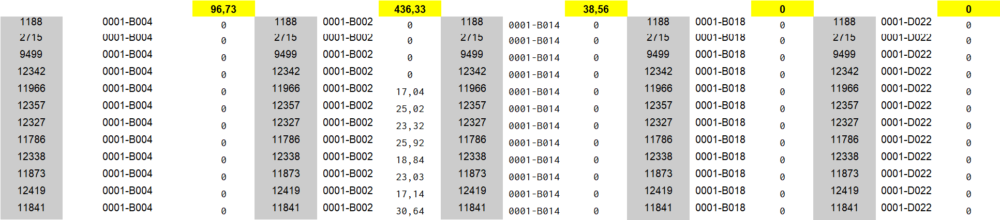 96,73 436,33 38,56 0 0
1188 0001-B004 0 1188 0001-B002 0 1188 0001-B014 0 1188 0001-B018 0 1188 0001-D022 0
2715 0001-B004 0 2715 0001-B002 0 2715 0001-B014 0 2715 0001-B018 0 2715 0001-D022 0
9499 0001-B004 0 9499 0001-B002 0 9499 0001-B014 0 9499 0001-B018 0 9499 0001-D022 0
12342 0001-B004 0 12342 0001-B002 0 12342 0001-B014 0 12342 0001-B018 0 12342 0001-D022 0
11966 0001-B004 0 11966 0001-B002 17,04 11966 0001-B014 0 11966 0001-B018 0 11966 0001-D022 0
12357 0001-B004 0 12357 0001-B002 25,02 12357 0001-B014 0 12357 0001-B018 0 12357 0001-D022 0
12327 0001-B004 0 12327 0001-B002 23,32 12327 0001-B014 0 12327 0001-B018 0 12327 0001-D022 0
11786 0001-B004 0 11786 0001-B002 25,92 11786 0001-B014 0 11786 0001-B018 0 11786 0001-D022 0
12338 0001-B004 0 12338 0001-B002 18,84 12338 0001-B014 0 12338 0001-B018 0 12338 0001-D022 0
11873 0001-B004 0 11873 0001-B002 23,03 11873 0001-B014 0 11873 0001-B018 0 11873 0001-D022 0
12419 0001-B004 0 12419 0001-B002 17,14 12419 0001-B014 0 12419 0001-B018 0 12419 0001-D022 0
11841 0001-B004 0 11841 0001-B002 30,64 11841 0001-B014 0 11841 0001-B018 0 11841 0001-D022 0